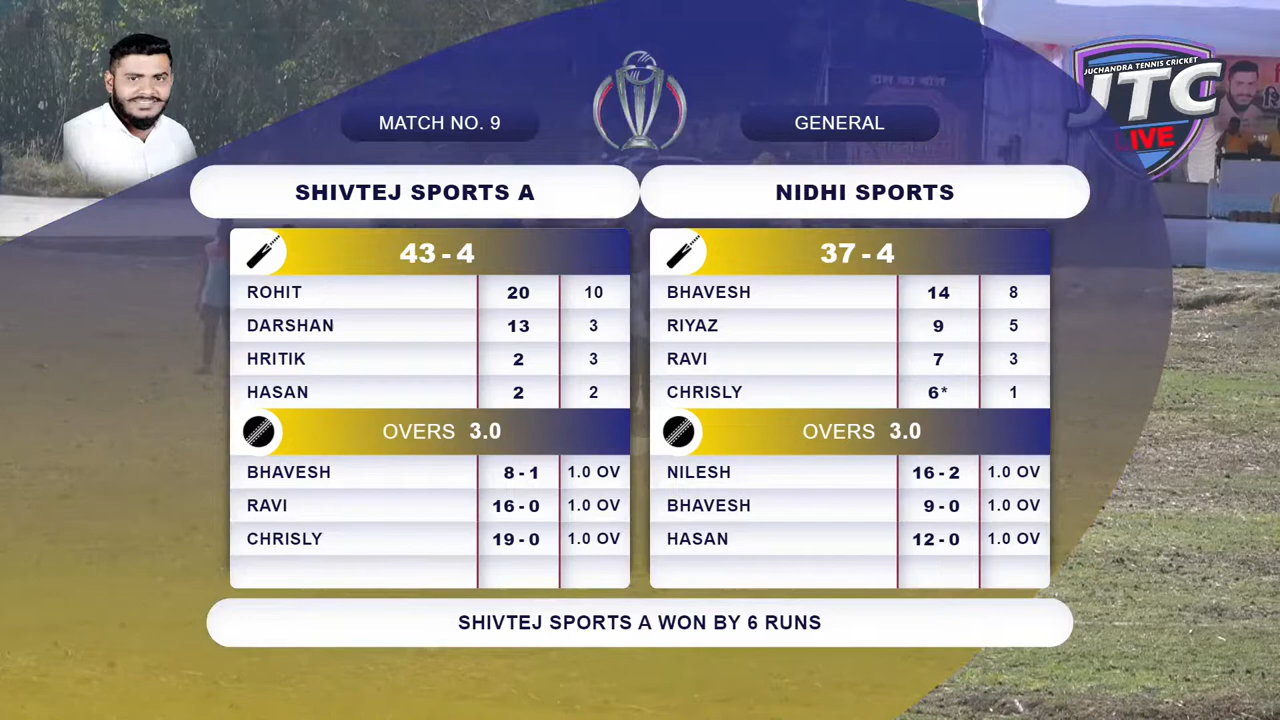 JUCHANDRA TENNIS CRICKET
JTC
LIVE
MATCH NO. 9
GENERAL
SHIVTEJ SPORTS A
NIDHI SPORTS
43 - 4
ROHIT 20 10
DARSHAN 13 3
HRITIK 2 3
HASAN 2 2
OVERS 3.0
BHAVESH 8 - 1 1.0 OV
RAVI 16 - 0 1.0 OV
CHRISLY 19 - 0 1.0 OV
37 - 4
BHAVESH 14 8
RIYAZ 9 5
RAVI 7 3
CHRISLY 6* 1
OVERS 3.0
NILESH 16 - 2 1.0 OV
BHAVESH 9 - 0 1.0 OV
HASAN 12 - 0 1.0 OV
SHIVTEJ SPORTS A WON BY 6 RUNS